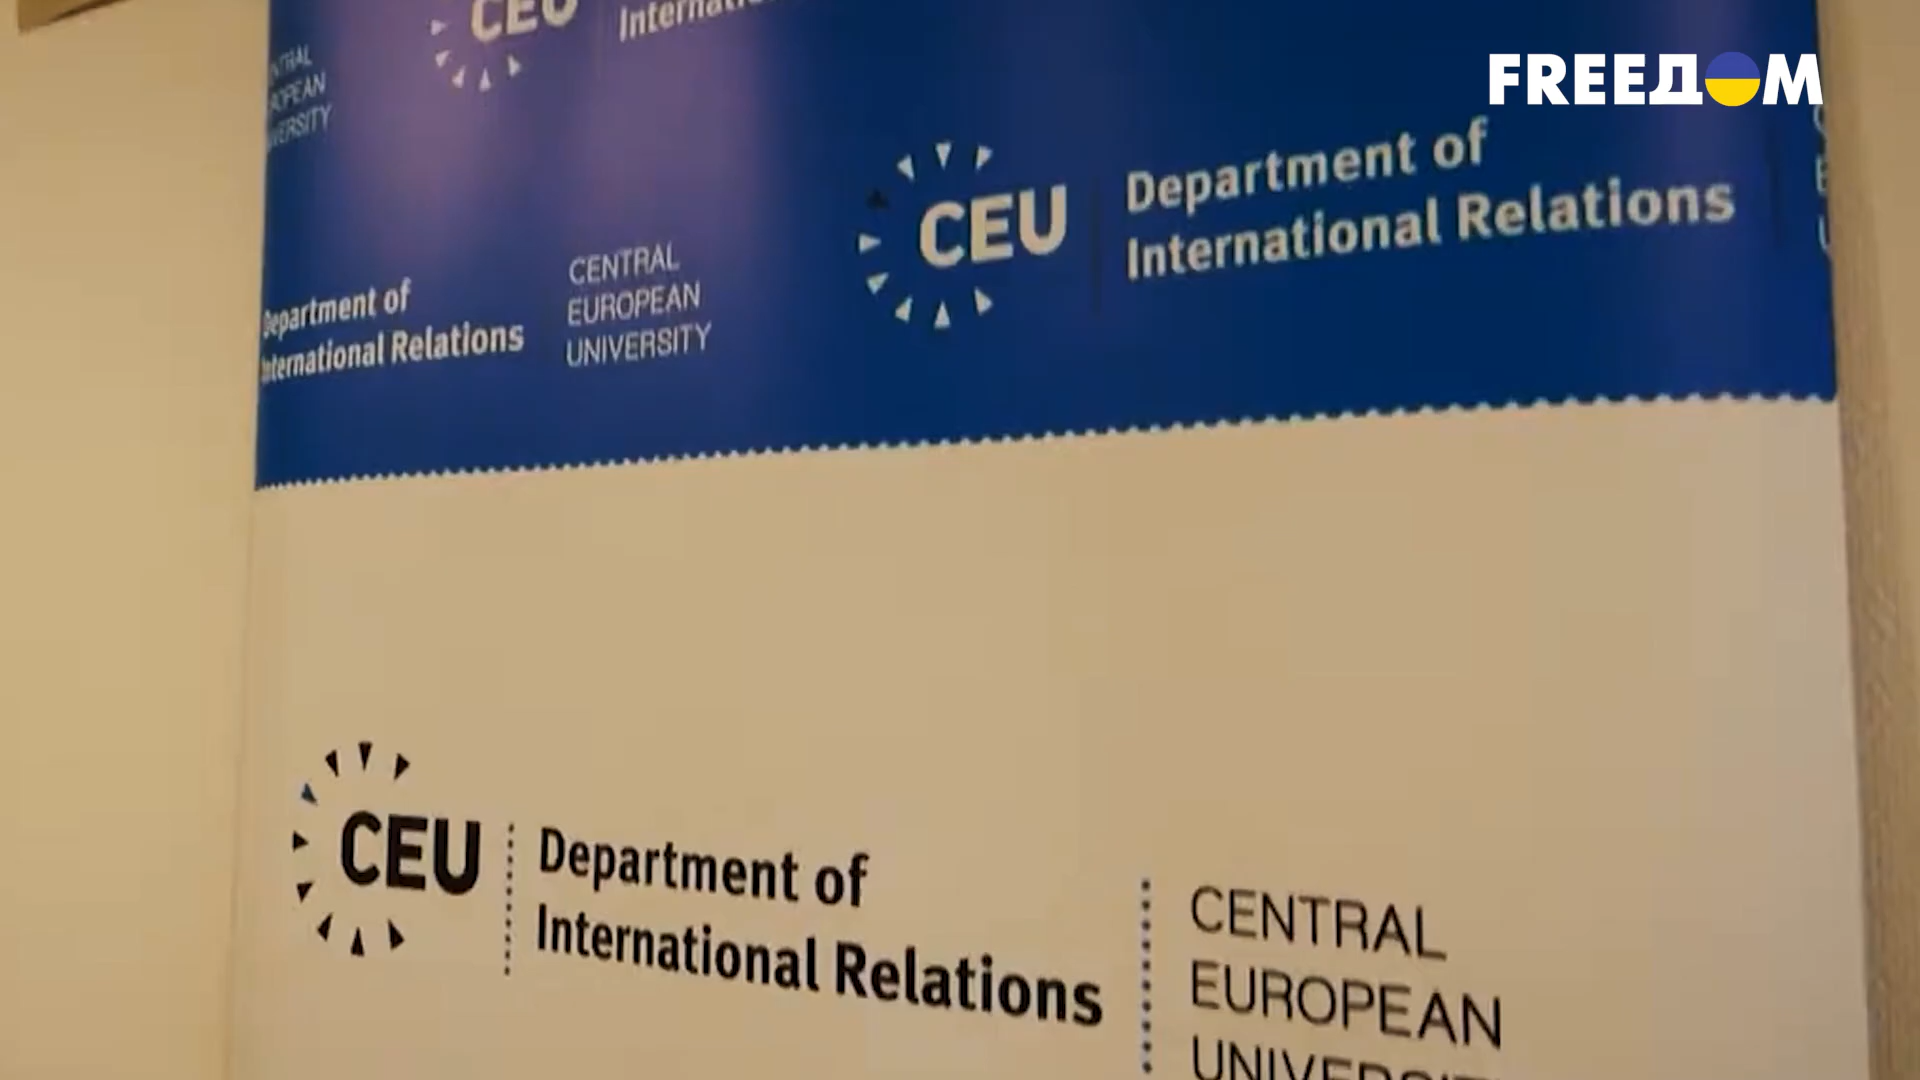 CEU
FREEДOM
CEU
Department of
International Relations
Department of
International Relations
CENTRAL
EUROPEAN
UNIVERSITY
CEU
Department of
International Relations
CENTRAL
EUROPEAN